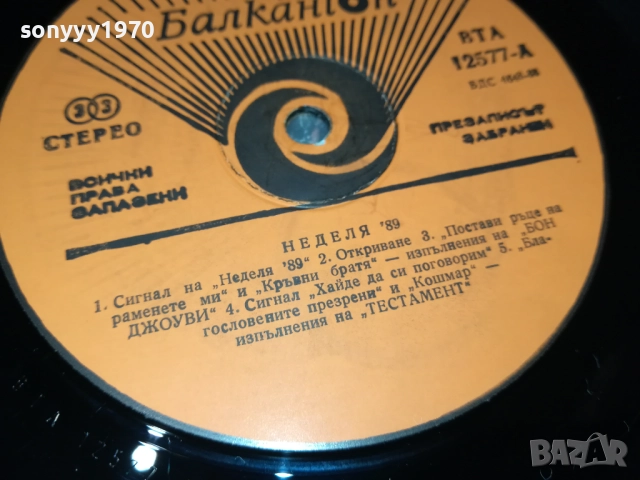 sonyyy1970
Балкантон
ВТА
12577-А
33
СТЕРЕО
ВСИЧКИ
ПРАВА
ЗАПАЗЕНИ
ПРЕЗАПИСЪТ
ЗАБРАНЕН
НЕДЕЛЯ '89
1. Сигнал на „Неделя '89" 2. Откриване 3. „Постави ръце на
раменете ми" и „Кръвни братя" — изпълнения на „БОН
ДЖОУВИ" 4. Сигнал „Хайде да си поговорим" 5. „Бла-
гословените презрени" и „Кошмар" —
изпълнения на „ТЕСТАМЕНТ"
BAZAR
bg